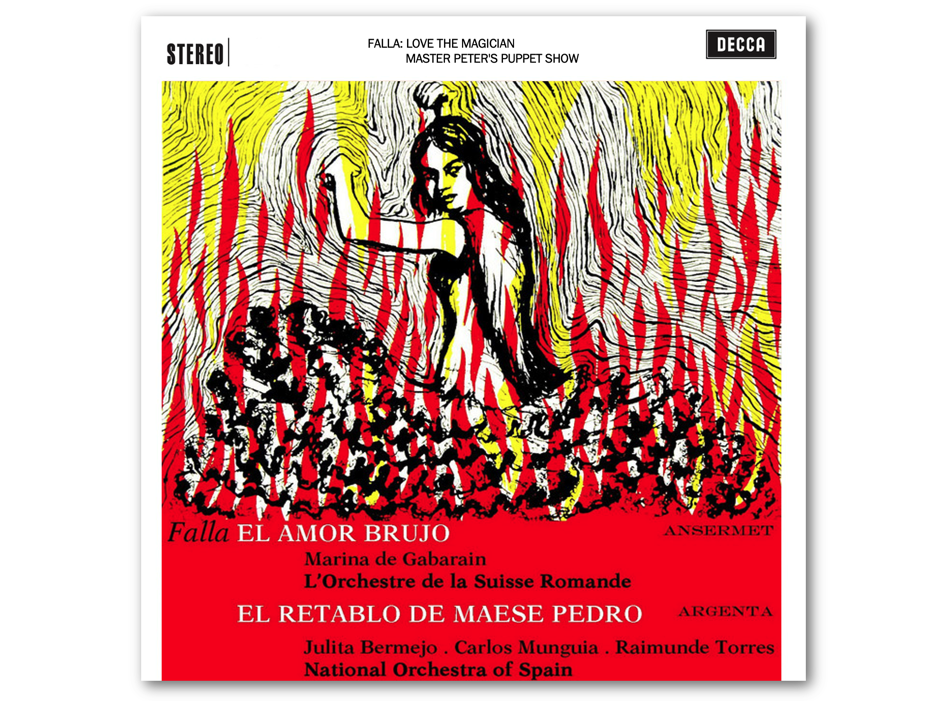 STEREO
FALLA: LOVE THE MAGICIAN
MASTER PETER'S PUPPET SHOW
DECCA
Falla EL AMOR BRUJO
ANSERMET
Marina de Gabarain
L'Orchestre de la Suisse Romande
EL RETABLO DE MAESE PEDRO
ARGENTA
Julita Bermejo . Carlos Munguia . Raimunde Torres
National Orchestra of Spain